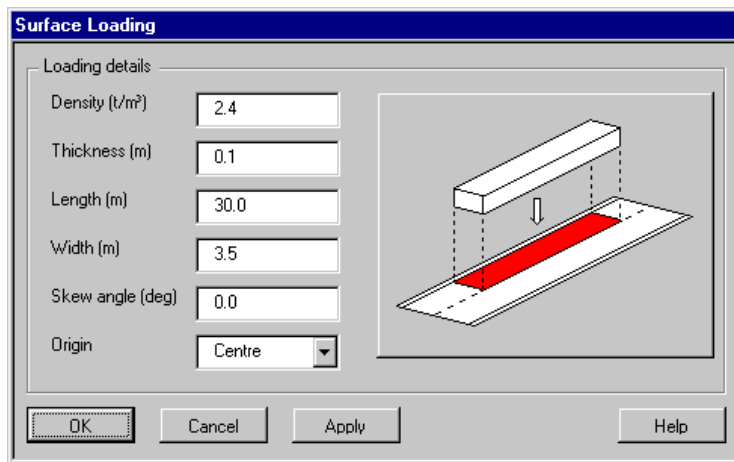 Surface Loading
Loading details
Density (t/m³) 2.4
Thickness (m) 0.1
Length (m) 30.0
Width (m) 3.5
Skew angle (deg) 0.0
Origin Centre
OK Cancel Apply Help